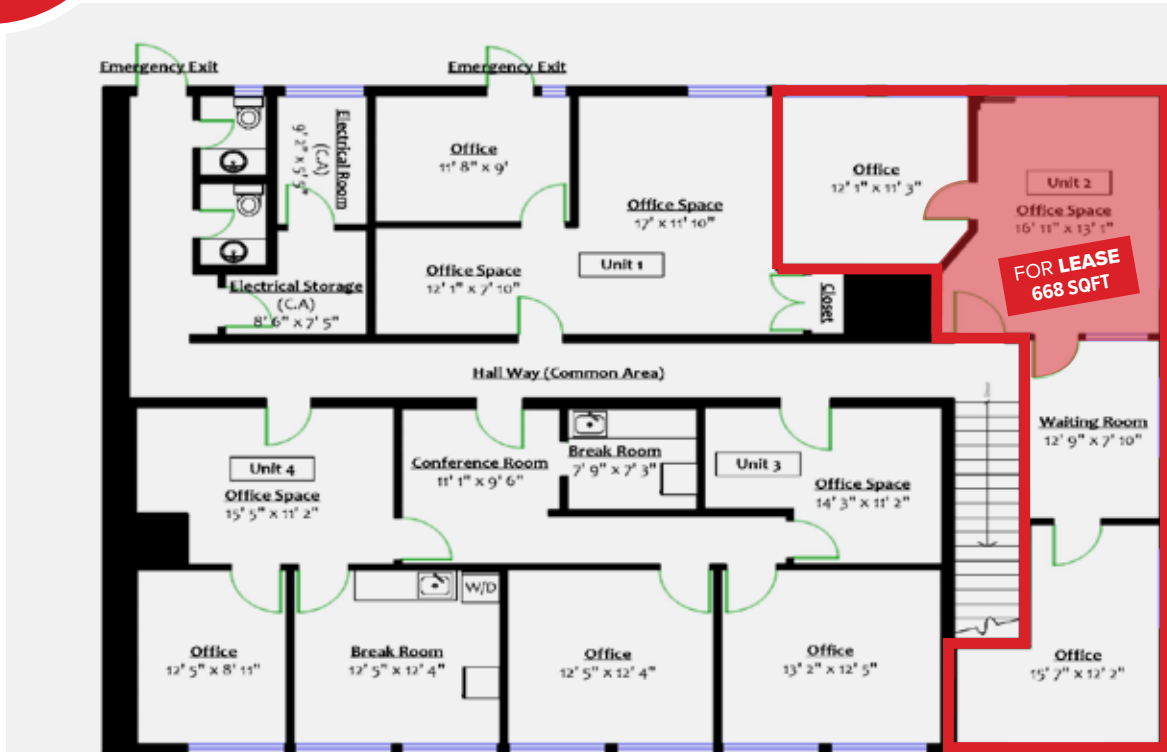 Emergency Exit
Emergency Exit
Electrical Room
(C.A)
9' 2" x 5' 5"
Office
11' 8" x 9'
Office Space
17' x 11' 10"
Unit 1
Office Space
12' 1" x 7' 10"
Closet
Office
12' 1" x 11' 3"
Unit 2
Office Space
16' 11" x 13' 1"
FOR LEASE
668 SQFT
Electrical Storage
(C.A)
8' 6" x 7' 5"
Hall Way (Common Area)
Waiting Room
12' 9" x 7' 10"
Unit 4
Office Space
15' 5" x 11' 2"
Conference Room
11' 1" x 9' 6"
Break Room
7' 9" x 7' 3"
Unit 3
Office Space
14' 3" x 11' 2"
W/D
Office
12' 5" x 8' 11"
Break Room
12' 5" x 12' 4"
Office
12' 5" x 12' 4"
Office
13' 2" x 12' 5"
Office
15' 7" x 12' 2"